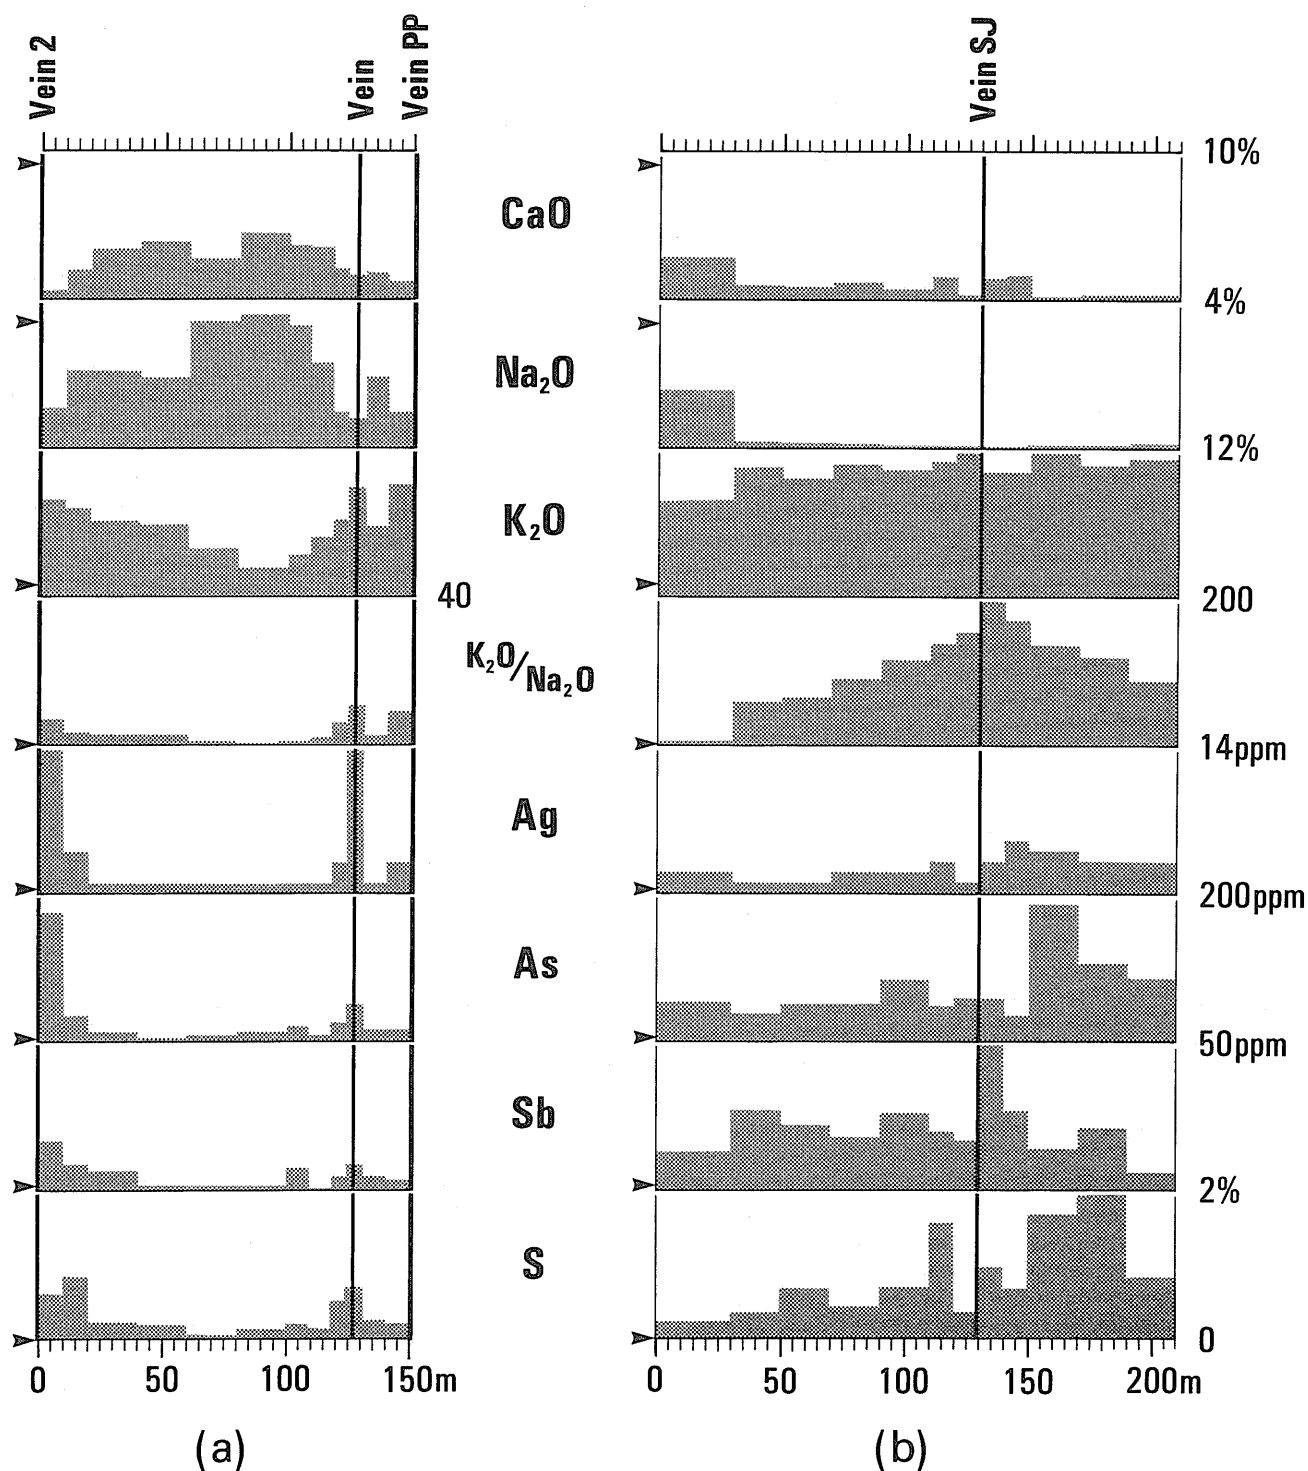 Vein 2
Vein
Vein PP
Vein SJ
10%
CaO
4%
Na₂O
12%
K₂O
40
200
K₂O/Na₂O
14ppm
Ag
200ppm
As
50ppm
Sb
2%
S
0
0 50 100 150m
0 50 100 150 200m
(a)
(b)